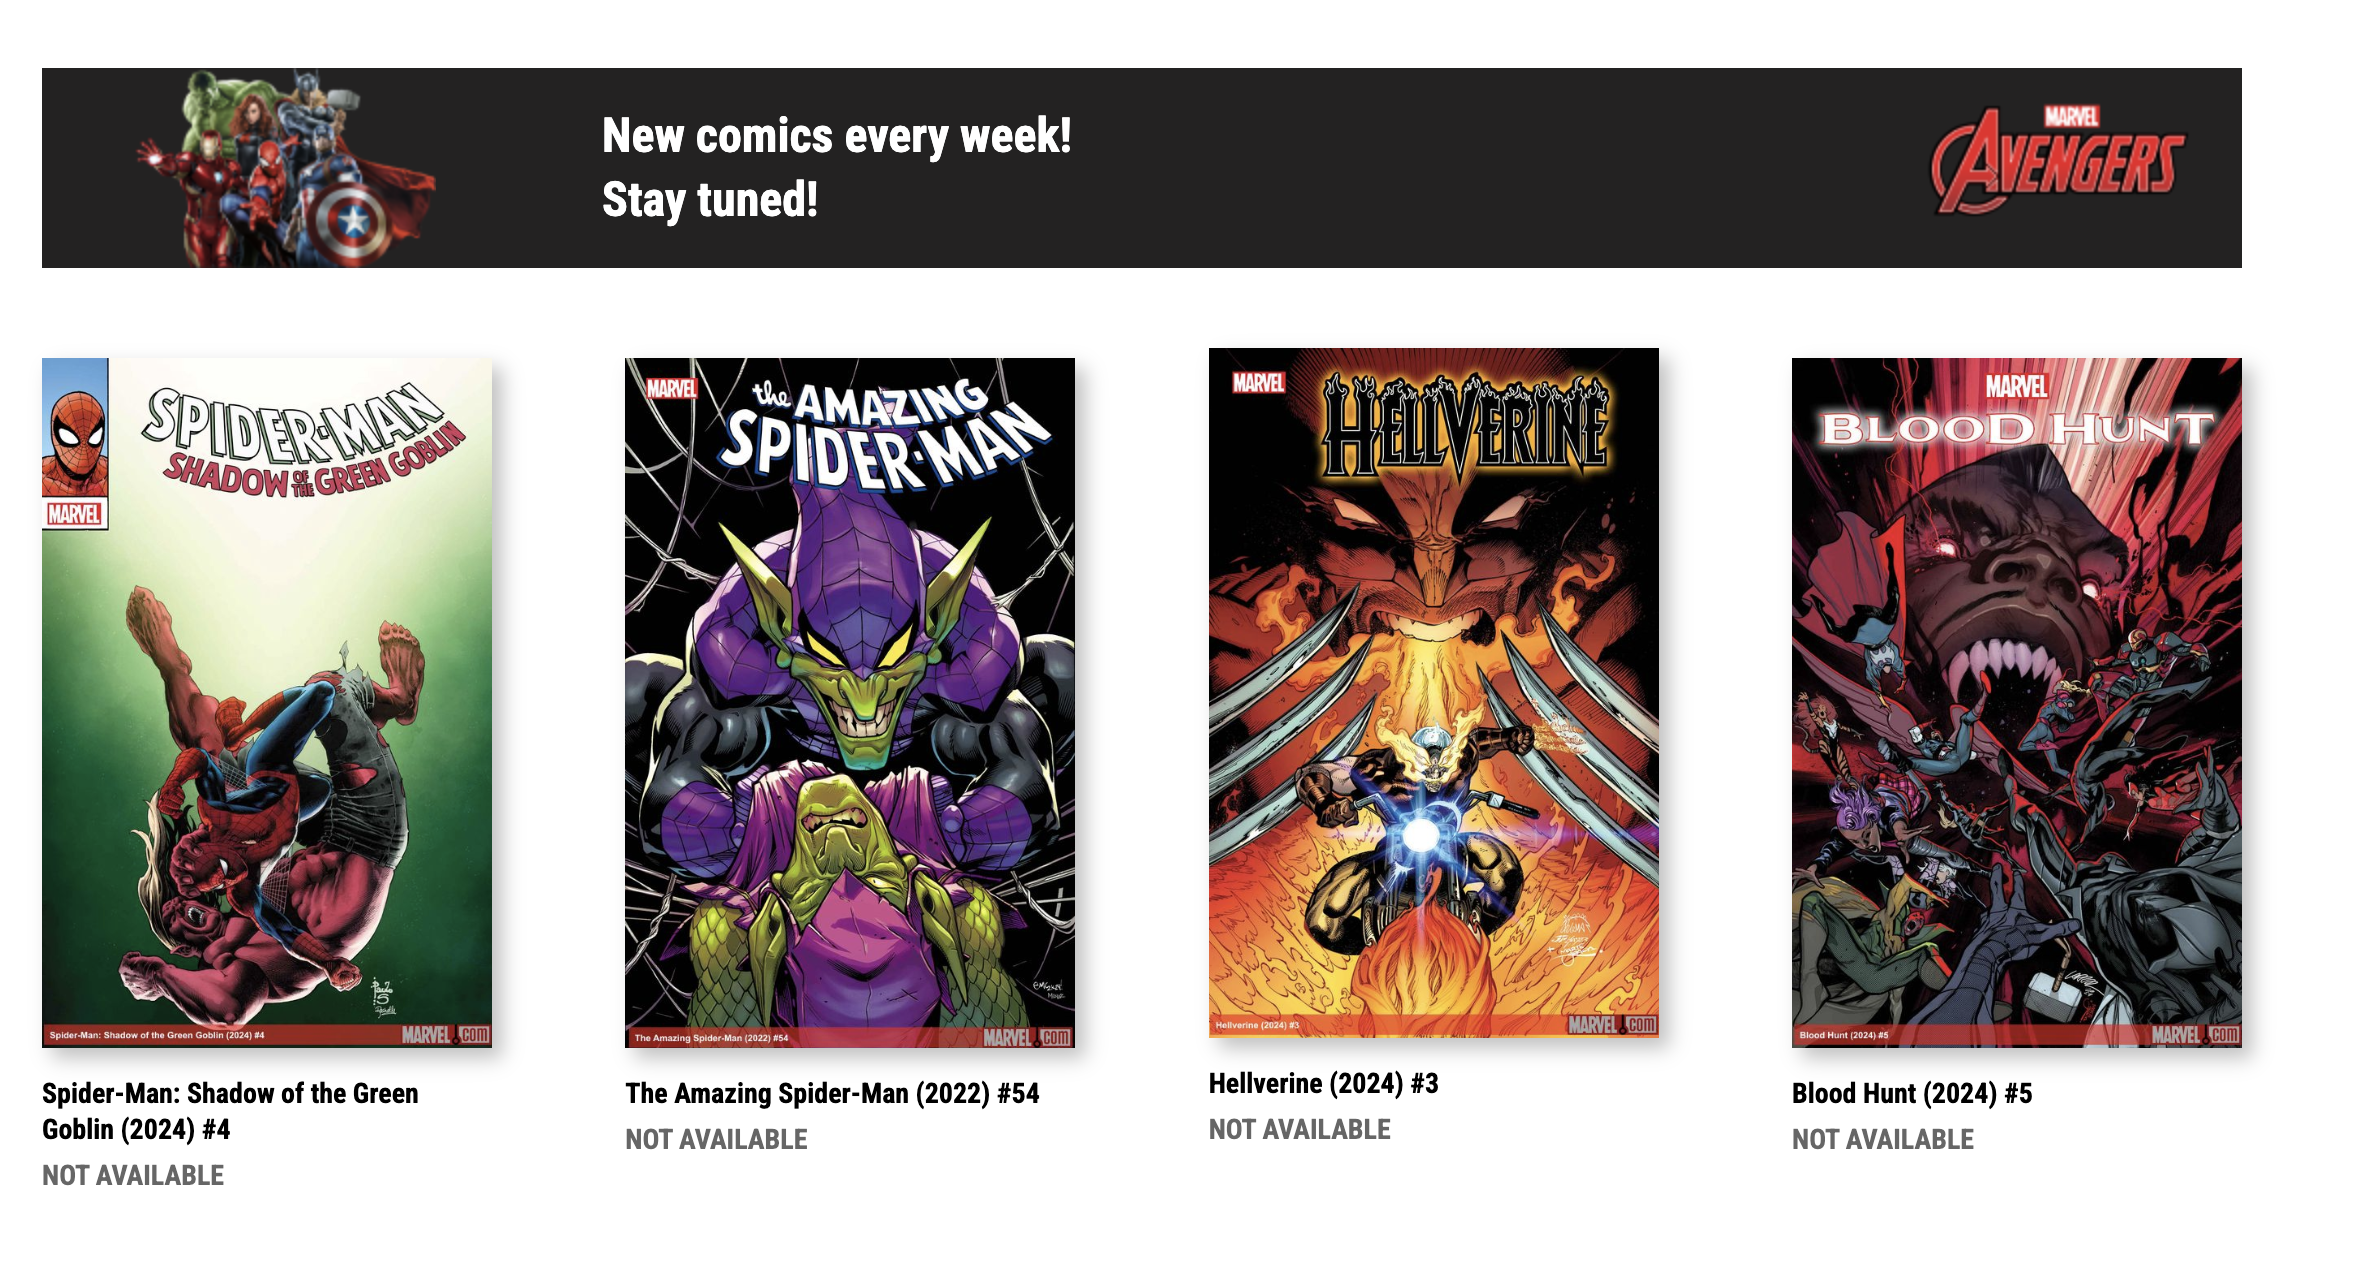 New comics every week!
Stay tuned!
MARVEL
AVENGERS
SPIDER-MAN
SHADOW OF THE GREEN GOBLIN
MARVEL
Spider-Man: Shadow of the Green Goblin (2024) #4
MARVEL.com
Spider-Man: Shadow of the Green
Goblin (2024) #4
NOT AVAILABLE
MARVEL
the AMAZING
SPIDER-MAN
The Amazing Spider-Man (2022) #54
MARVEL.com
The Amazing Spider-Man (2022) #54
NOT AVAILABLE
MARVEL
HELLVERINE
Hellverine (2024) #3
MARVEL.com
Hellverine (2024) #3
NOT AVAILABLE
MARVEL
BLOOD HUNT
Blood Hunt (2024) #5
MARVEL.com
Blood Hunt (2024) #5
NOT AVAILABLE